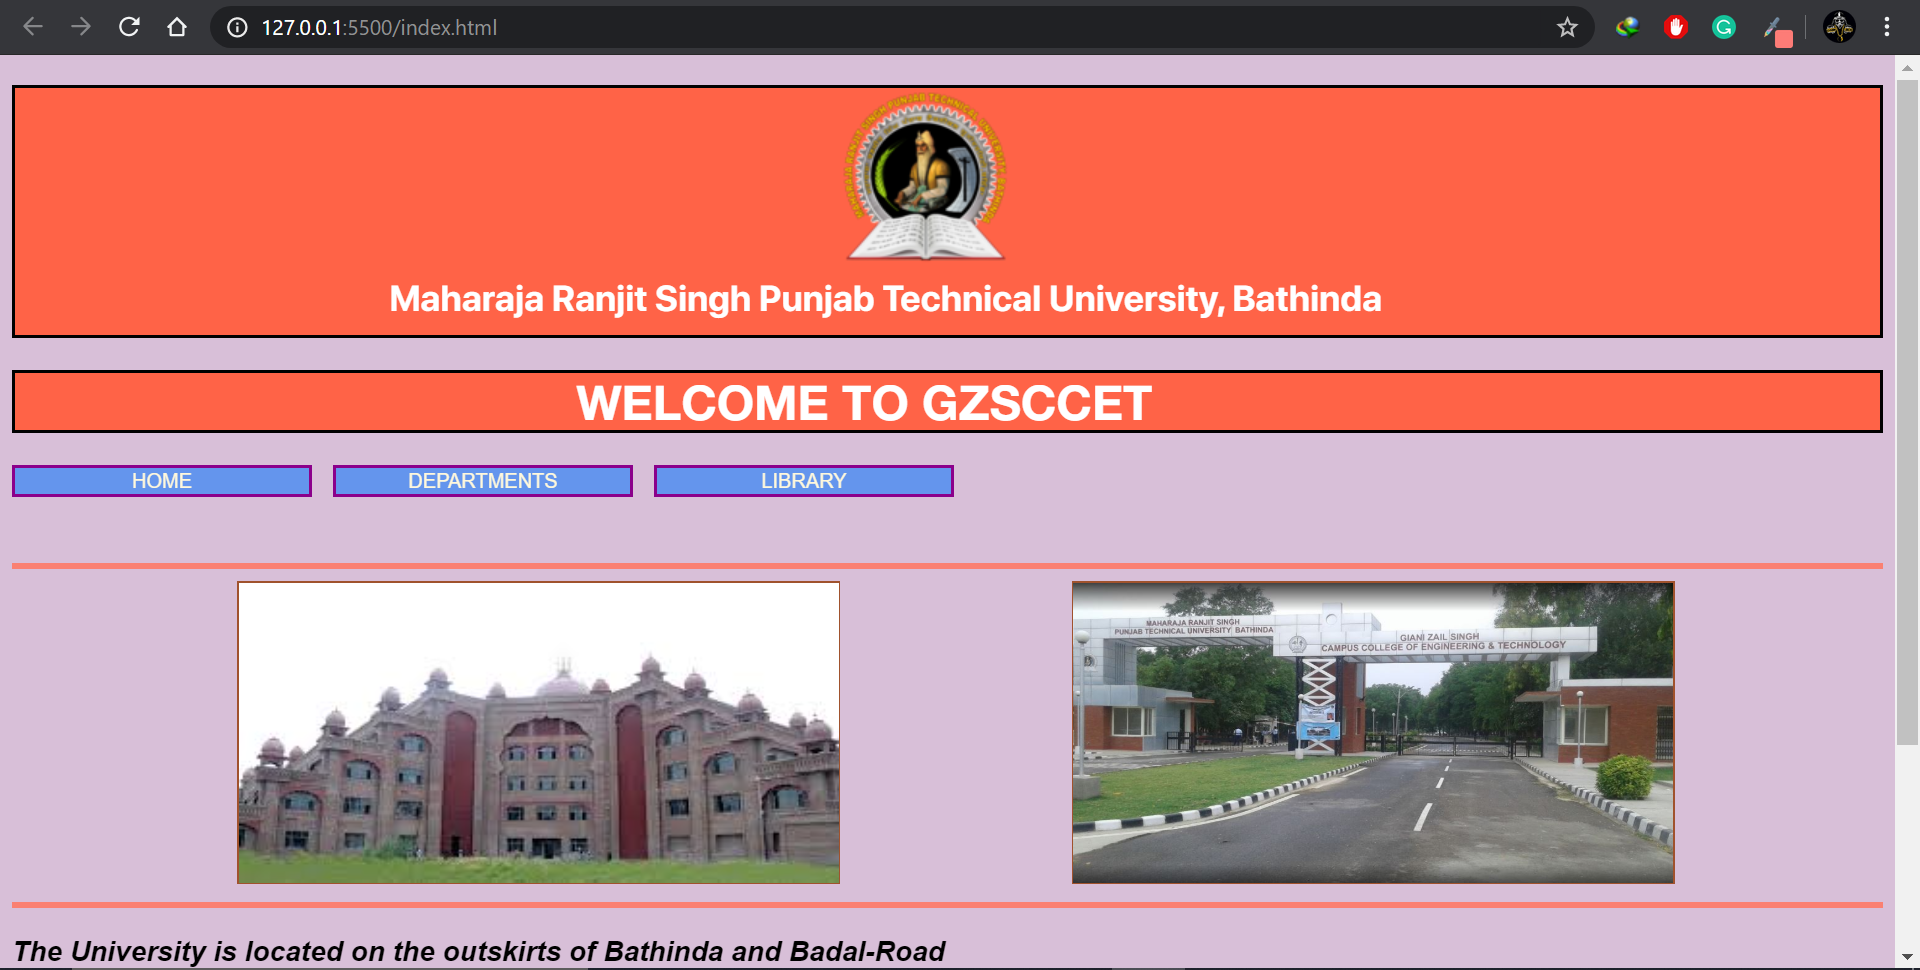 127.0.0.1:5500/index.html
MAHARAJA RANJIT SINGH PUNJAB TECHNICAL UNIVERSITY BATHINDA
Maharaja Ranjit Singh Punjab Technical University, Bathinda
WELCOME TO GZSCCET
HOME
DEPARTMENTS
LIBRARY
MAHARAJA RANJIT SINGH
PUNJAB TECHNICAL UNIVERSITY BATHINDA
GIANI ZAIL SINGH
CAMPUS COLLEGE OF ENGINEERING & TECHNOLOGY
The University is located on the outskirts of Bathinda and Badal-Road